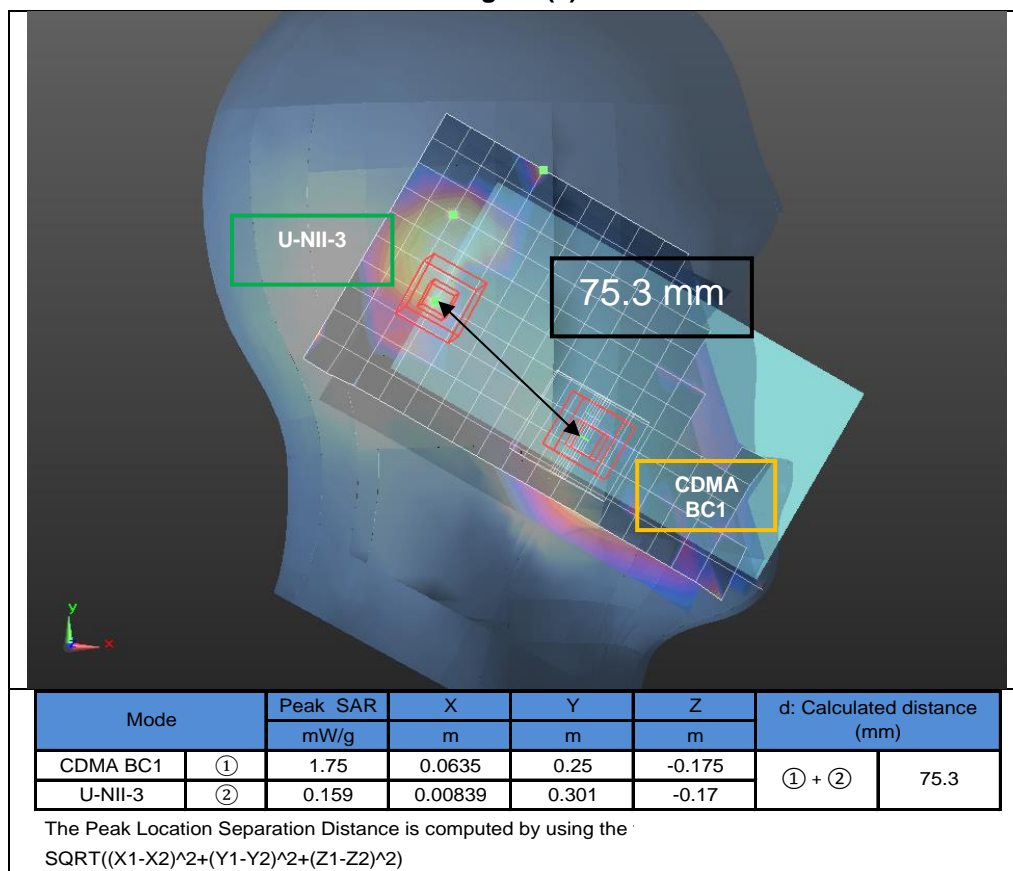 U-NII-3
75.3 mm
CDMA
BC1
y
x
Mode Peak SAR X Y Z d: Calculated distance
mW/g m m m (mm)
CDMA BC1 ① 1.75 0.0635 0.25 -0.175 ① + ② 75.3
U-NII-3 ② 0.159 0.00839 0.301 -0.17
The Peak Location Separation Distance is computed by using the
SQRT((X1-X2)^2+(Y1-Y2)^2+(Z1-Z2)^2)